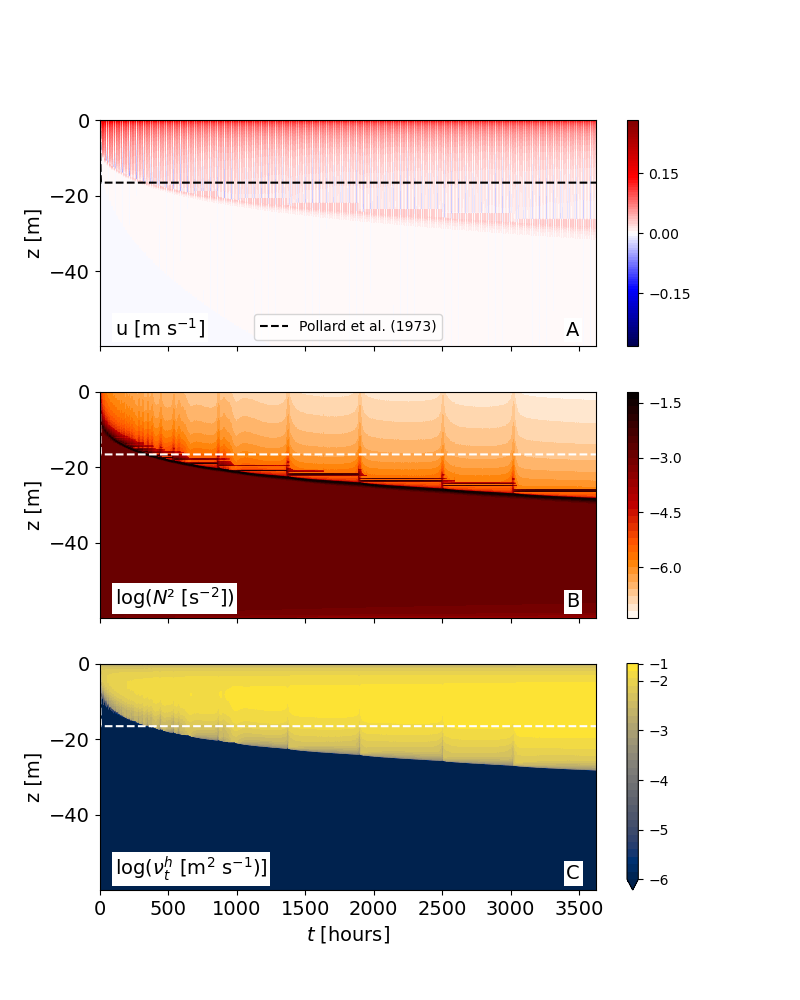 0
−20
−40
z [m]
u [m s⁻¹]
Pollard et al. (1973)
A
0.15
0.00
−0.15
0
−20
−40
z [m]
log(N² [s⁻²])
B
−1.5
−3.0
−4.5
−6.0
0
−20
−40
z [m]
log(νₜʰ [m² s⁻¹)]
C
−1
−2
−3
−4
−5
−6
0 500 1000 1500 2000 2500 3000 3500
t [hours]